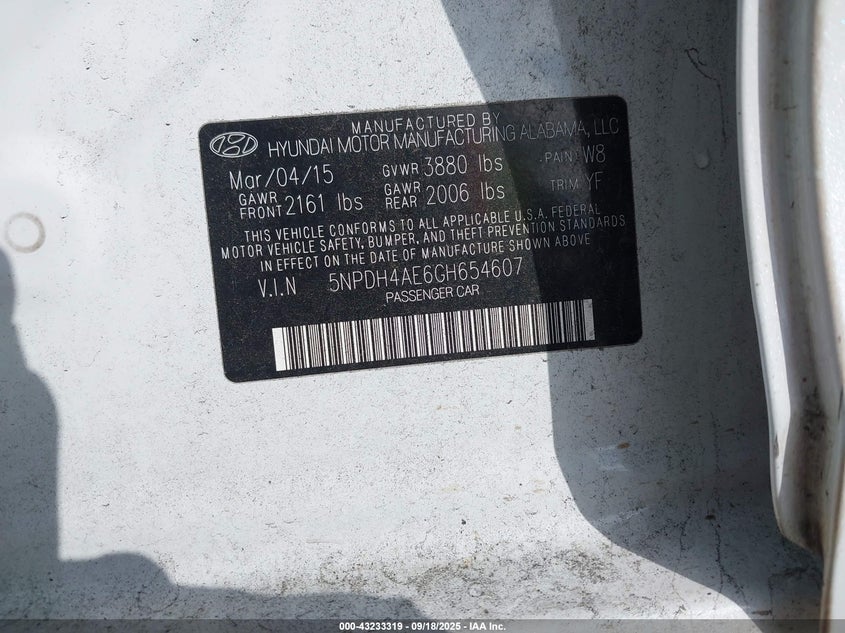 MANUFACTURED BY
HYUNDAI MOTOR MANUFACTURING ALABAMA, LLC
Mar/04/15 GVWR 3880 lbs PAINT W8
GAWR FRONT 2161 lbs GAWR REAR 2006 lbs TRIM YF
THIS VEHICLE CONFORMS TO ALL APPLICABLE U.S.A. FEDERAL
MOTOR VEHICLE SAFETY, BUMPER, AND THEFT PREVENTION STANDARDS
IN EFFECT ON THE DATE OF MANUFACTURE SHOWN ABOVE
V.I.N 5NPDH4AE6GH654607
PASSENGER CAR
000-43233319 - 09/18/2025 - IAA Inc.